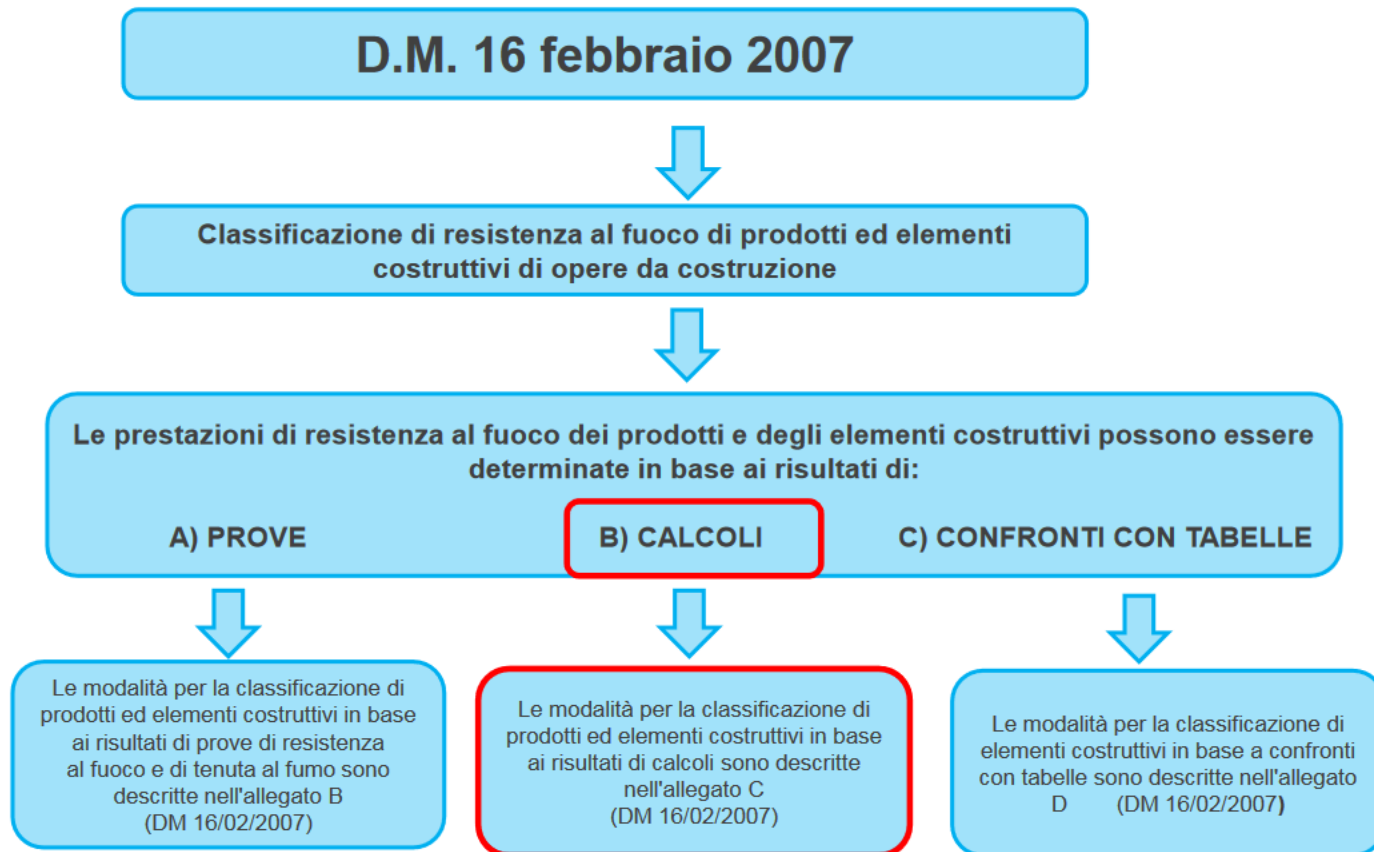 D.M. 16 febbraio 2007
Classificazione di resistenza al fuoco di prodotti ed elementi
costruttivi di opere da costruzione
Le prestazioni di resistenza al fuoco dei prodotti e degli elementi costruttivi possono essere
determinate in base ai risultati di:
A) PROVE
B) CALCOLI
C) CONFRONTI CON TABELLE
Le modalità per la classificazione di
prodotti ed elementi costruttivi in base
ai risultati di prove di resistenza
al fuoco e di tenuta al fumo sono
descritte nell'allegato B
(DM 16/02/2007)
Le modalità per la classificazione di
prodotti ed elementi costruttivi in base
ai risultati di calcoli sono descritte
nell'allegato C
(DM 16/02/2007)
Le modalità per la classificazione di
elementi costruttivi in base a confronti
con tabelle sono descritte nell'allegato
D (DM 16/02/2007)